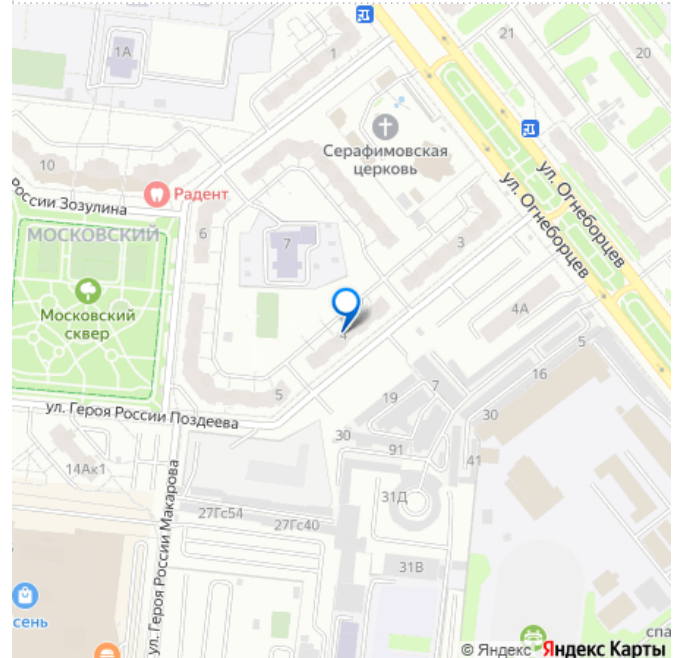 1А
1
21
20
Серафимовская
церковь
10
Радент
ул. Огнеборцев
ул. Огнеборцев
России Зозулина
МОСКОВСКИЙ
6
7
3
Московский
сквер
4
4А
5
5
16
19
7
ул. Героя России Поздеева
30
30
91
41
14Ак1
31Д
27Гс54
27Гс40
ул. Героя России Макарова
31В
сень
спа
© Яндекс Яндекс Карты